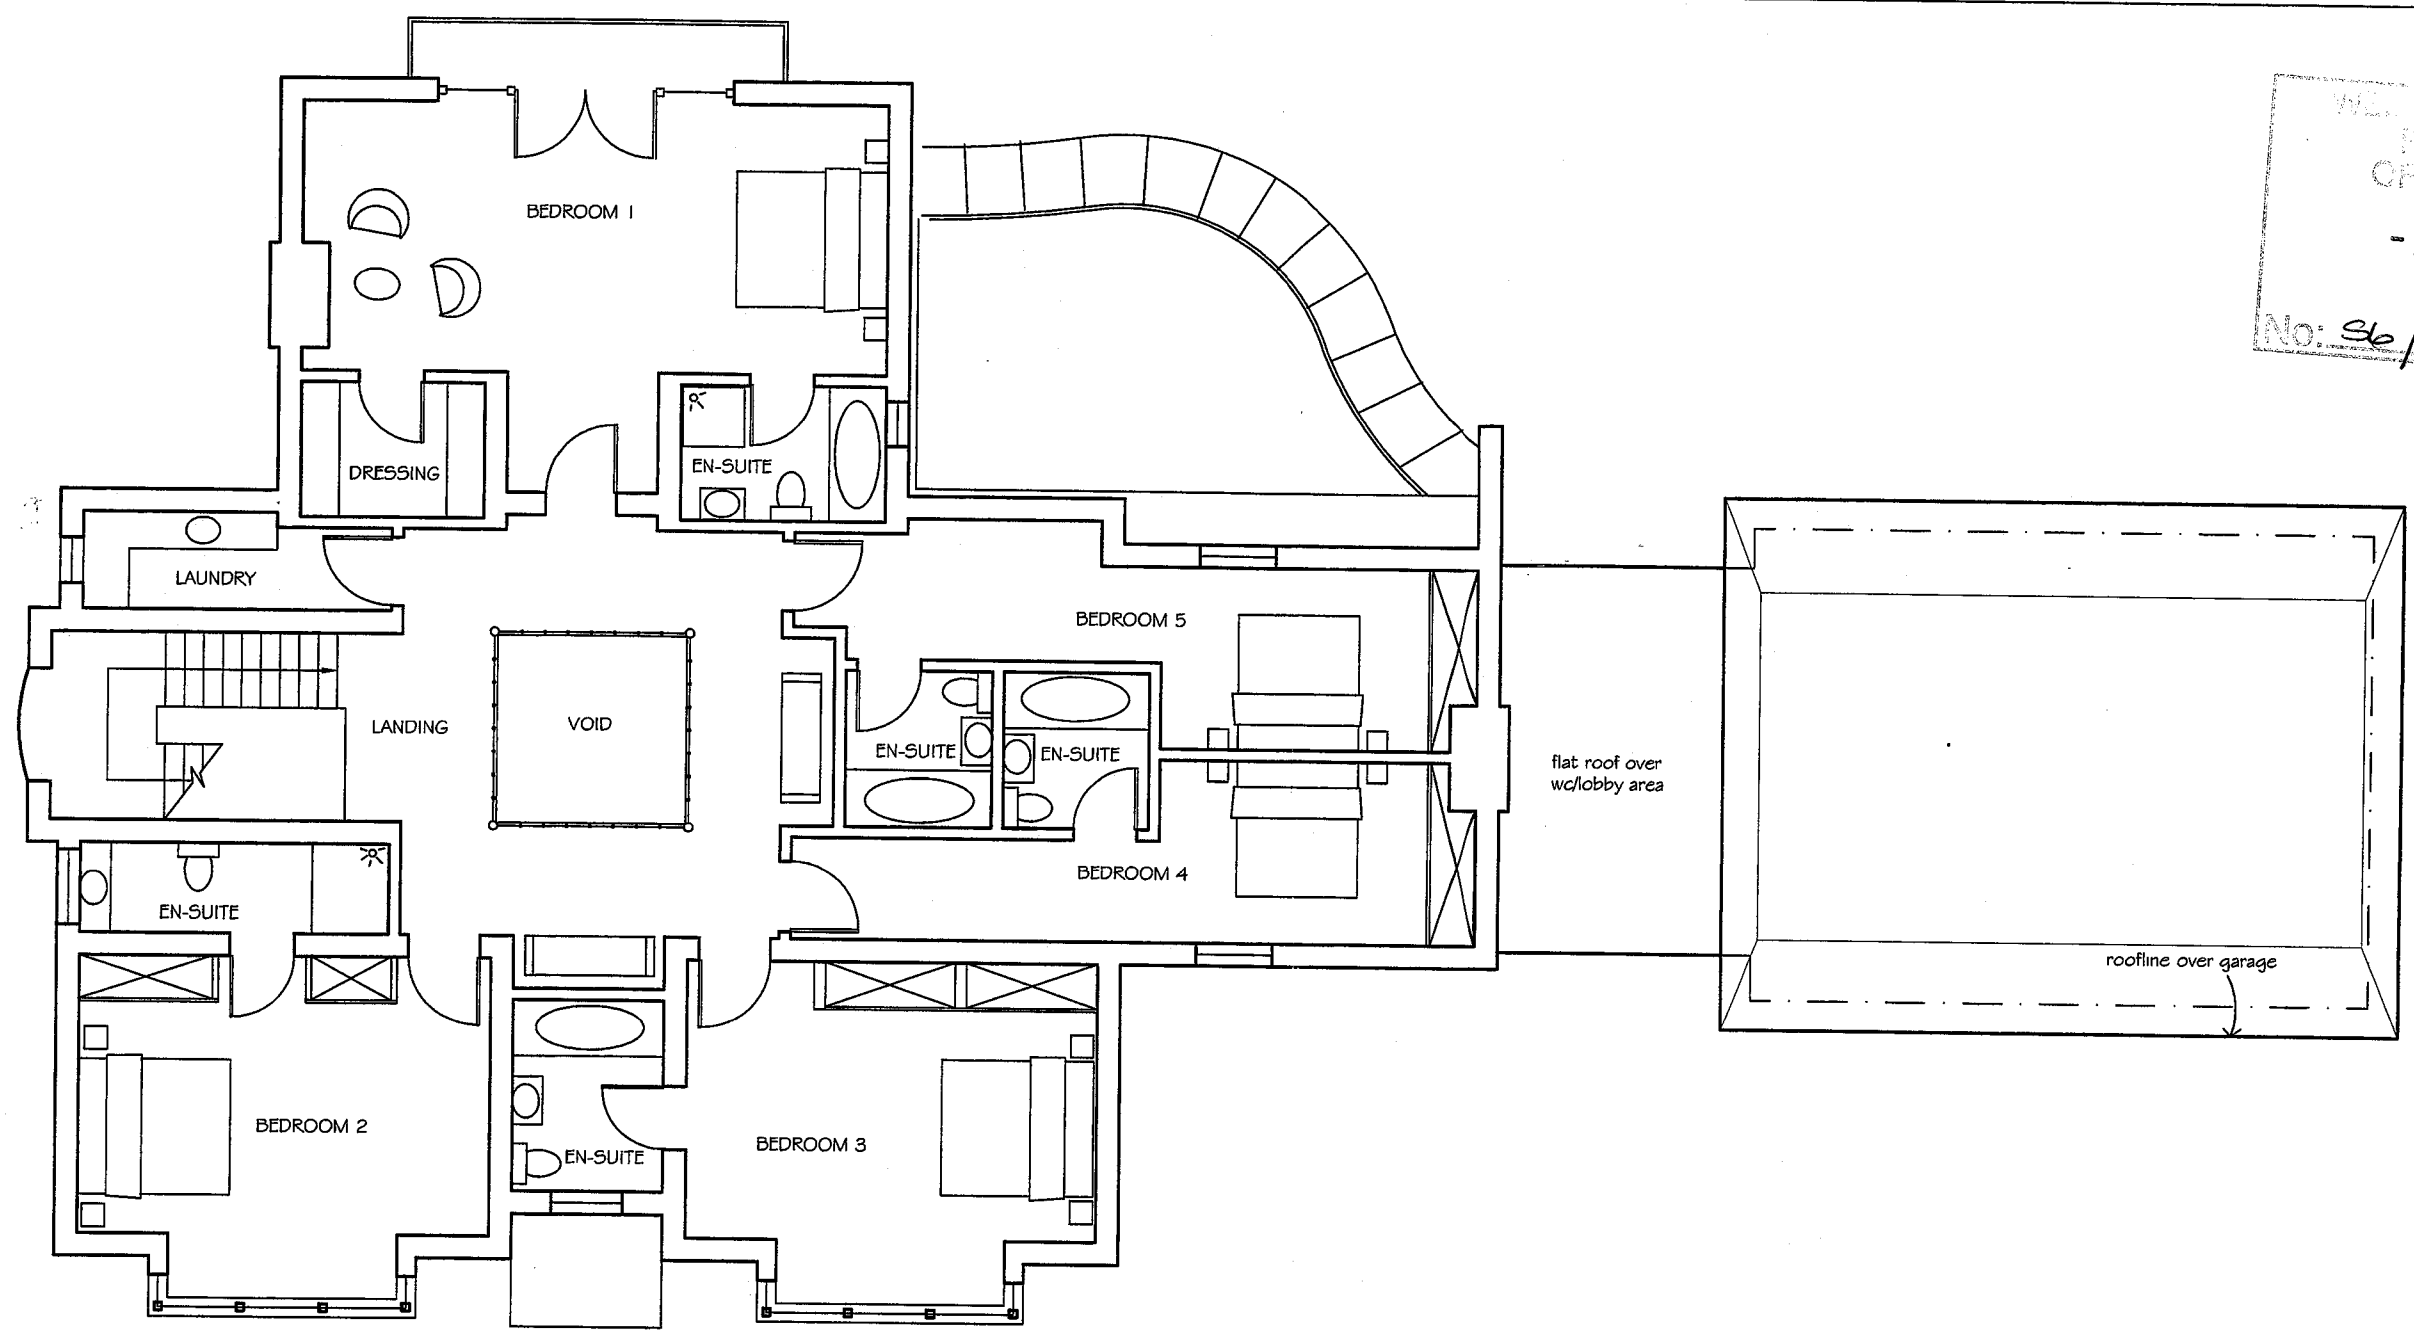 BEDROOM 1
No: S6/
DRESSING
EN-SUITE
LAUNDRY
BEDROOM 5
LANDING
VOID
EN-SUITE
EN-SUITE
flat roof over
wc/lobby area
BEDROOM 4
EN-SUITE
roofline over garage
BEDROOM 2
BEDROOM 3
EN-SUITE